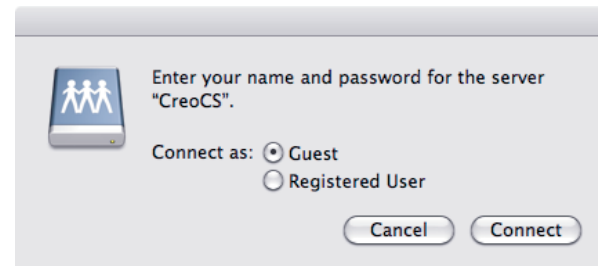 Enter your name and password for the server
“CreoCS”.
Connect as: Guest
Registered User
Cancel Connect